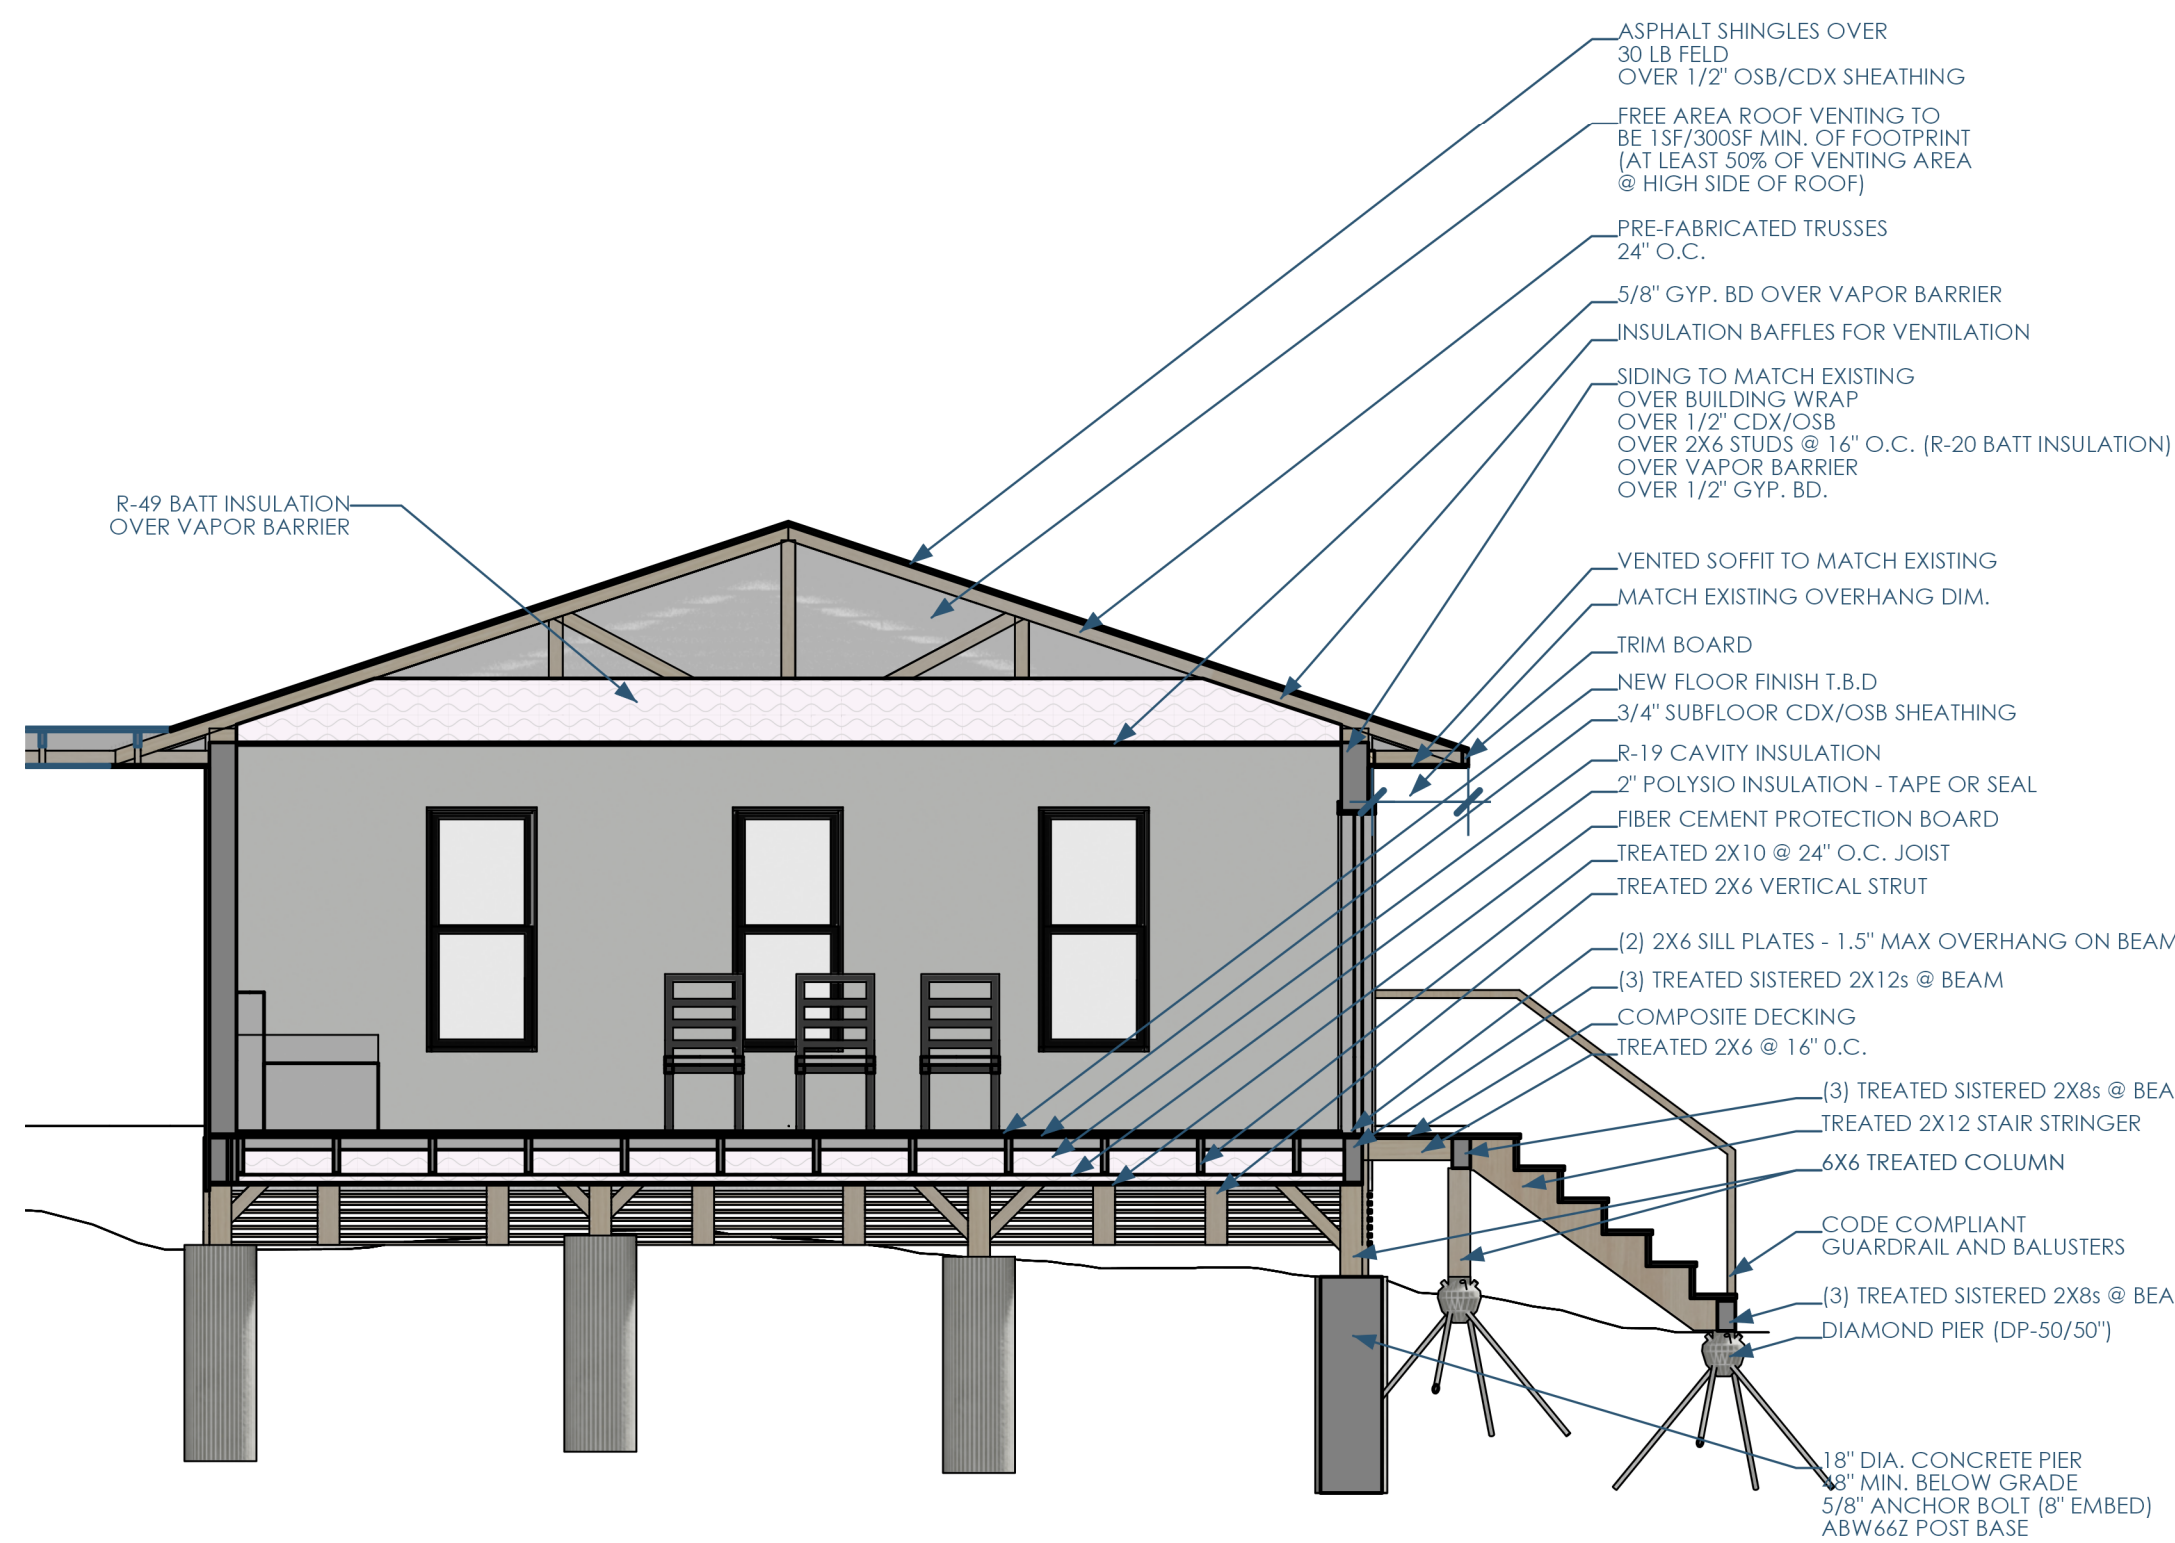 ASPHALT SHINGLES OVER
30 LB FELD
OVER 1/2" OSB/CDX SHEATHING
FREE AREA ROOF VENTING TO
BE 1SF/300SF MIN. OF FOOTPRINT
(AT LEAST 50% OF VENTING AREA
@ HIGH SIDE OF ROOF)
PRE-FABRICATED TRUSSES
24" O.C.
5/8" GYP. BD OVER VAPOR BARRIER
INSULATION BAFFLES FOR VENTILATION
SIDING TO MATCH EXISTING
OVER BUILDING WRAP
OVER 1/2" CDX/OSB
OVER 2X6 STUDS @ 16" O.C. (R-20 BATT INSULATION)
OVER VAPOR BARRIER
OVER 1/2" GYP. BD.
R-49 BATT INSULATION
OVER VAPOR BARRIER
VENTED SOFFIT TO MATCH EXISTING
MATCH EXISTING OVERHANG DIM.
TRIM BOARD
NEW FLOOR FINISH T.B.D
3/4" SUBFLOOR CDX/OSB SHEATHING
R-19 CAVITY INSULATION
2" POLYSIO INSULATION - TAPE OR SEAL
FIBER CEMENT PROTECTION BOARD
TREATED 2X10 @ 24" O.C. JOIST
TREATED 2X6 VERTICAL STRUT
(2) 2X6 SILL PLATES - 1.5" MAX OVERHANG ON BEAM
(3) TREATED SISTERED 2X12s @ BEAM
COMPOSITE DECKING
TREATED 2X6 @ 16" 0.C.
(3) TREATED SISTERED 2X8s @ BEA
TREATED 2X12 STAIR STRINGER
6X6 TREATED COLUMN
CODE COMPLIANT
GUARDRAIL AND BALUSTERS
(3) TREATED SISTERED 2X8s @ BEA
DIAMOND PIER (DP-50/50")
18" DIA. CONCRETE PIER
48" MIN. BELOW GRADE
5/8" ANCHOR BOLT (8" EMBED)
ABW66Z POST BASE